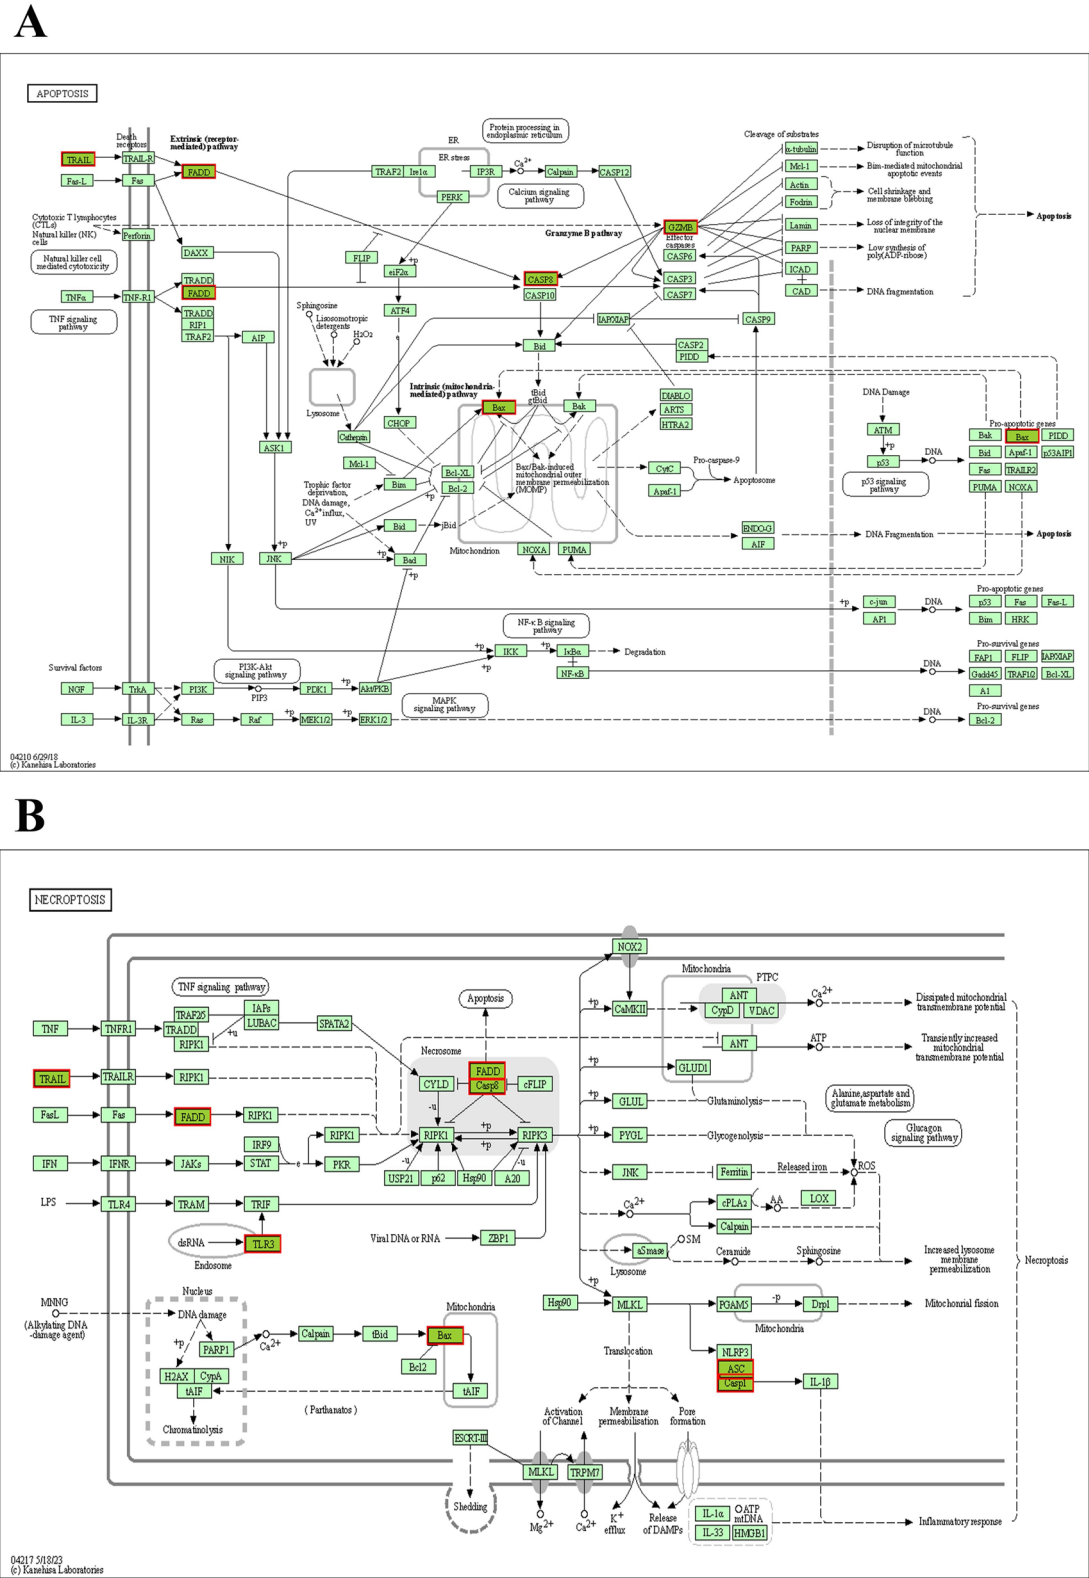 A
APOPTOSIS
Death
receptors
Extrinsic (receptor-
mediated) pathway
TRAIL
TRAIL-R
FADD
Fas-L
Fas
Cytotoxic T lymphocytes
(CTLs)
Natural killer (NK)
cells
Perforin
Natural killer cell
mediated cytotoxicity
DAXX
TRADD
FADD
TNFα
TNF-R1
TRADD
RIP1
TRAF2
TNF signaling
pathway
AIP
ER
ER stress
Protein processing in
endoplasmic reticulum
TRAF2
Ire1α
IP3R
Ca2+
Calpain
CASP12
PERK
Calcium signaling
pathway
Granzyme B pathway
GZMB
Effector
caspases
CASP6
CASP3
CASP7
FLIP
+p
eiF2α
ATF4
e
CHOP
CASP8
CASP10
Sphingosine
Lisosomotropic
detergents
H2O2
Lysosome
IAP/XIAP
CASP9
Bid
CASP2
PIDD
Intrinsic (mitochondria-
mediated) pathway
tBid
gtBid
Bax
Bak
DIABLO
ARTS
HTRA2
Cathepsin
ASK1
Mcl-1
Bim
+p
Bcl-XL
Bcl-2
Bax/Bak-induced
mitochondrial outer
membrane permeabilization
(MOMP)
CytC
Apaf-1
Pro-caspase-9
Apoptosome
Trophic factor
deprivation,
DNA damage,
Ca2+ influx,
UV
Bid
jBid
+p
Bad
+p
Mitochondrion
NOXA
PUMA
ENDO-G
AIF
NIK
+p
JNK
Cleavage of substrates
α-tubulin
Disruption of microtubule
function
Mcl-1
Bim-mediated mitochondrial
apoptotic events
Actin
Fodrin
Cell shrinkage and
membrane blebbing
Lamin
Loss of integrity of the
nuclear membrane
PARP
Low synthesis of
poly(ADP-ribose)
ICAD
CAD
DNA fragmentation
Apoptosis
DNA Damage
ATM
+p
p53
p53 signaling
pathway
DNA
Pro-apoptotic genes
Bak
Bax
PIDD
Bid
Apaf-1
p53AIP1
Fas
TRAILR2
PUMA
NOXA
DNA Fragmentation
Apoptosis
+p
c-jun
AP1
DNA
Pro-apoptotic genes
p53
Fas
Fas-L
Bim
HRK
NF-κB signaling
pathway
+p
IKK
+p
IκBα
Degradation
NF-κB
+p
DNA
Pro-survival genes
FAP1
FLIP
IAP/XIAP
Gadd45
TRAF1/2
Bcl-XL
A1
Survival factors
PI3K-Akt
signaling pathway
NGF
TrkA
PI3K
PIP3
PDK1
+p
Akt/PKB
MAPK
signaling pathway
IL-3
IL-3R
Ras
Raf
+p
MEK1/2
+p
ERK1/2
DNA
Pro-survival genes
Bcl-2
04210 6/29/18
(c) Kanehisa Laboratories
B
NECROPTOSIS
TNF signaling pathway
TNF
TNFR1
TRAF2/5
TRADD
RIPK1
+u
IAPs
LUBAC
SPATA2
Apoptosis
Necrosome
FADD
Casp8
CYLD
cFLIP
TRAIL
TRAILR
RIPK1
FasL
Fas
FADD
RIPK1
-u
RIPK1
+p
+p
RIPK3
IFN
IFNR
JAKs
IRF9
STAT
e
RIPK1
PKR
-u
-u
USP21
p62
Hsp90
A20
LPS
TLR4
TRAM
TRIF
dsRNA
TLR3
Endosome
Viral DNA or RNA
ZBP1
NOX2
+p
CaMKII
Mitochondria
PTPC
ANT
CypD
VDAC
Ca2+
Dissipated mitochondrial
transmembrane potential
ANT
ATP
Transiently increased
mitochondrial
transmembrane potential
+p
GLUD1
+p
GLUL
Glutaminolysis
Alanine,aspartate and
glutamate metabolism
+p
PYGL
Glycogenolysis
Glucagon
signaling pathway
JNK
Ferritin
Released iron
ROS
Ca2+
cPLA2
AA
LOX
Calpain
Lysosome
aSmase
SM
Ceramide
Sphingosine
Increased lysosome
membrane
permeabilization
Necroptosis
+p
Hsp90
MLKL
PGAM5
-p
Drp1
Mitochondria
Mitochonrial fission
NLRP3
ASC
Casp1
IL-1β
Translocation
Activation
of Channel
Membrane
permeabilisation
Pore
formation
MNNG
(Alkylating DNA
-damage agent)
Nucleus
DNA damage
+p
PARP1
H2AX
CypA
tAIF
Chromatinolysis
Ca2+
Calpain
tBid
Mitochondria
Bax
Bcl2
tAIF
( Parthanatos )
ESCRT-III
Shedding
MLKL
TRPM7
Mg2+
Ca2+
K+
efflux
Release
of DAMPs
IL-1α
ATP
mtDNA
IL-33
HMGB1
Inflammatory response
04217 5/18/23
(c) Kanehisa Laboratories